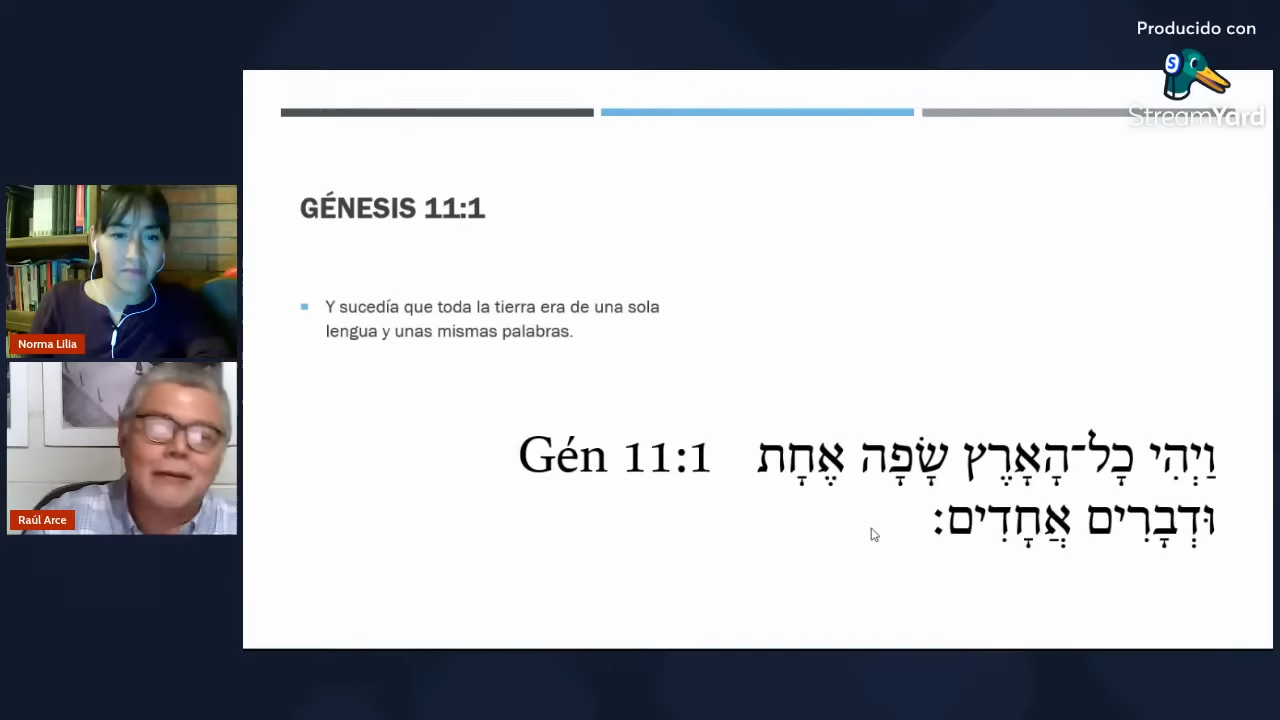 Producido con
StreamYard
GÉNESIS 11:1
Y sucedía que toda la tierra era de una sola
lengua y unas mismas palabras.
Gén 11:1 וַיְהִי כָל־הָאָרֶץ שָׂפָה אֶחָת
וּדְבָרִים אֲחָדִים׃
Norma Lilia
Raúl Arce